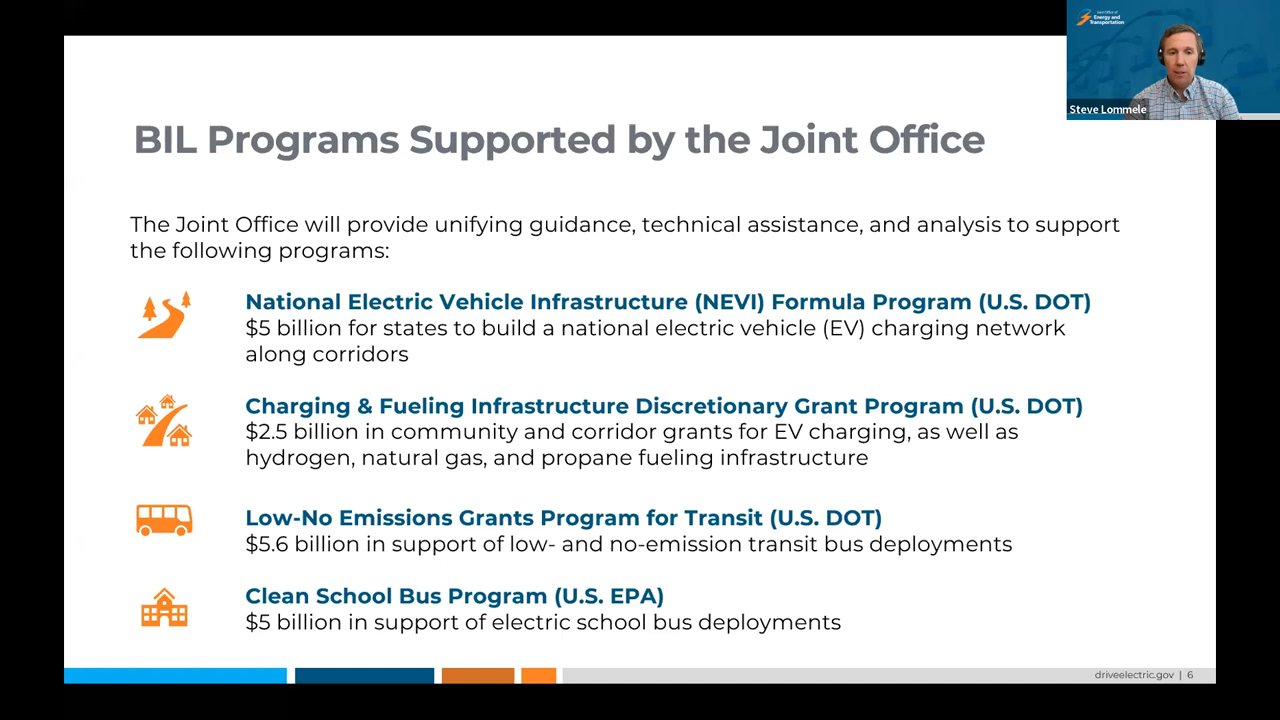 Joint Office of
Energy and
Transportation
Steve Lommele
BIL Programs Supported by the Joint Office
The Joint Office will provide unifying guidance, technical assistance, and analysis to support
the following programs:
National Electric Vehicle Infrastructure (NEVI) Formula Program (U.S. DOT)
$5 billion for states to build a national electric vehicle (EV) charging network
along corridors
Charging & Fueling Infrastructure Discretionary Grant Program (U.S. DOT)
$2.5 billion in community and corridor grants for EV charging, as well as
hydrogen, natural gas, and propane fueling infrastructure
Low-No Emissions Grants Program for Transit (U.S. DOT)
$5.6 billion in support of low- and no-emission transit bus deployments
Clean School Bus Program (U.S. EPA)
$5 billion in support of electric school bus deployments
driveelectric.gov | 6